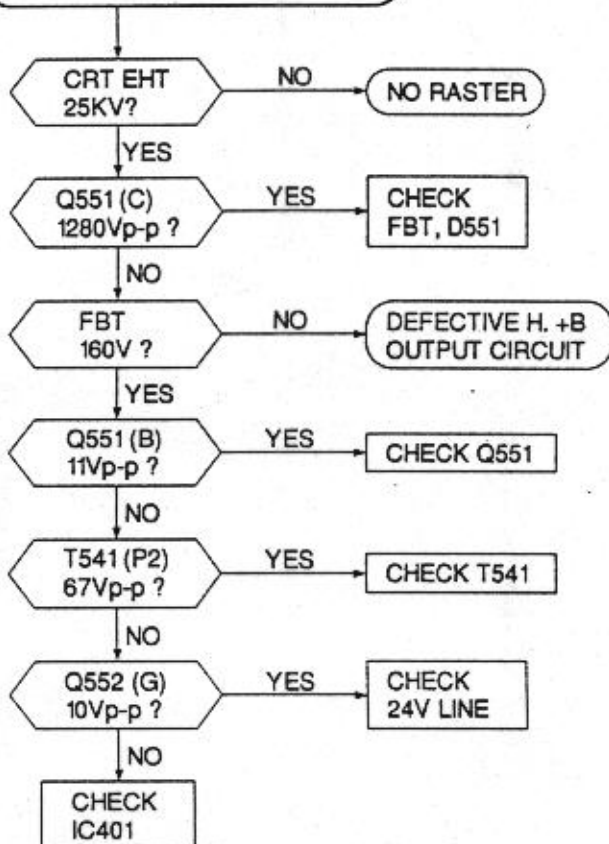 CRT EHT
25KV?
NO
NO RASTER
YES
Q551 (C)
1280Vp-p ?
YES
CHECK
FBT, D551
NO
FBT
160V ?
NO
DEFECTIVE H. +B
OUTPUT CIRCUIT
YES
Q551 (B)
11Vp-p ?
YES
CHECK Q551
NO
T541 (P2)
67Vp-p ?
YES
CHECK T541
NO
Q552 (G)
10Vp-p ?
YES
CHECK
24V LINE
NO
CHECK
IC401